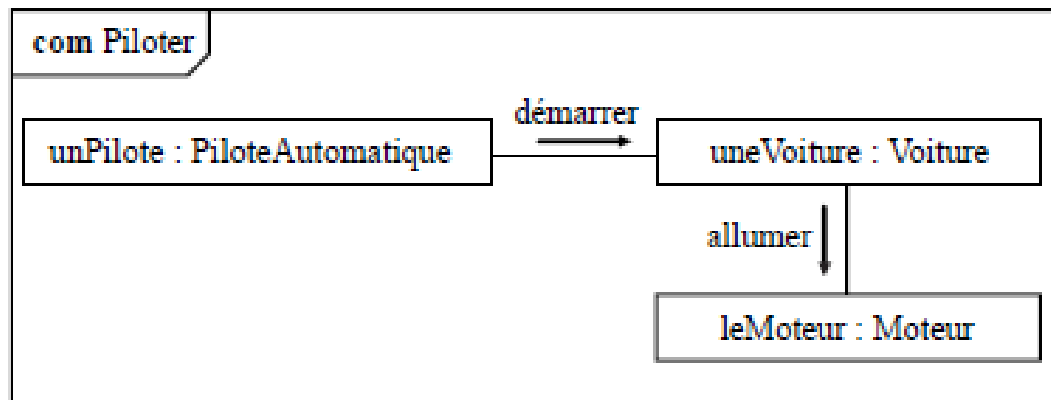 com Piloter
démarrer
unPilote : PiloteAutomatique
uneVoiture : Voiture
allumer
leMoteur : Moteur